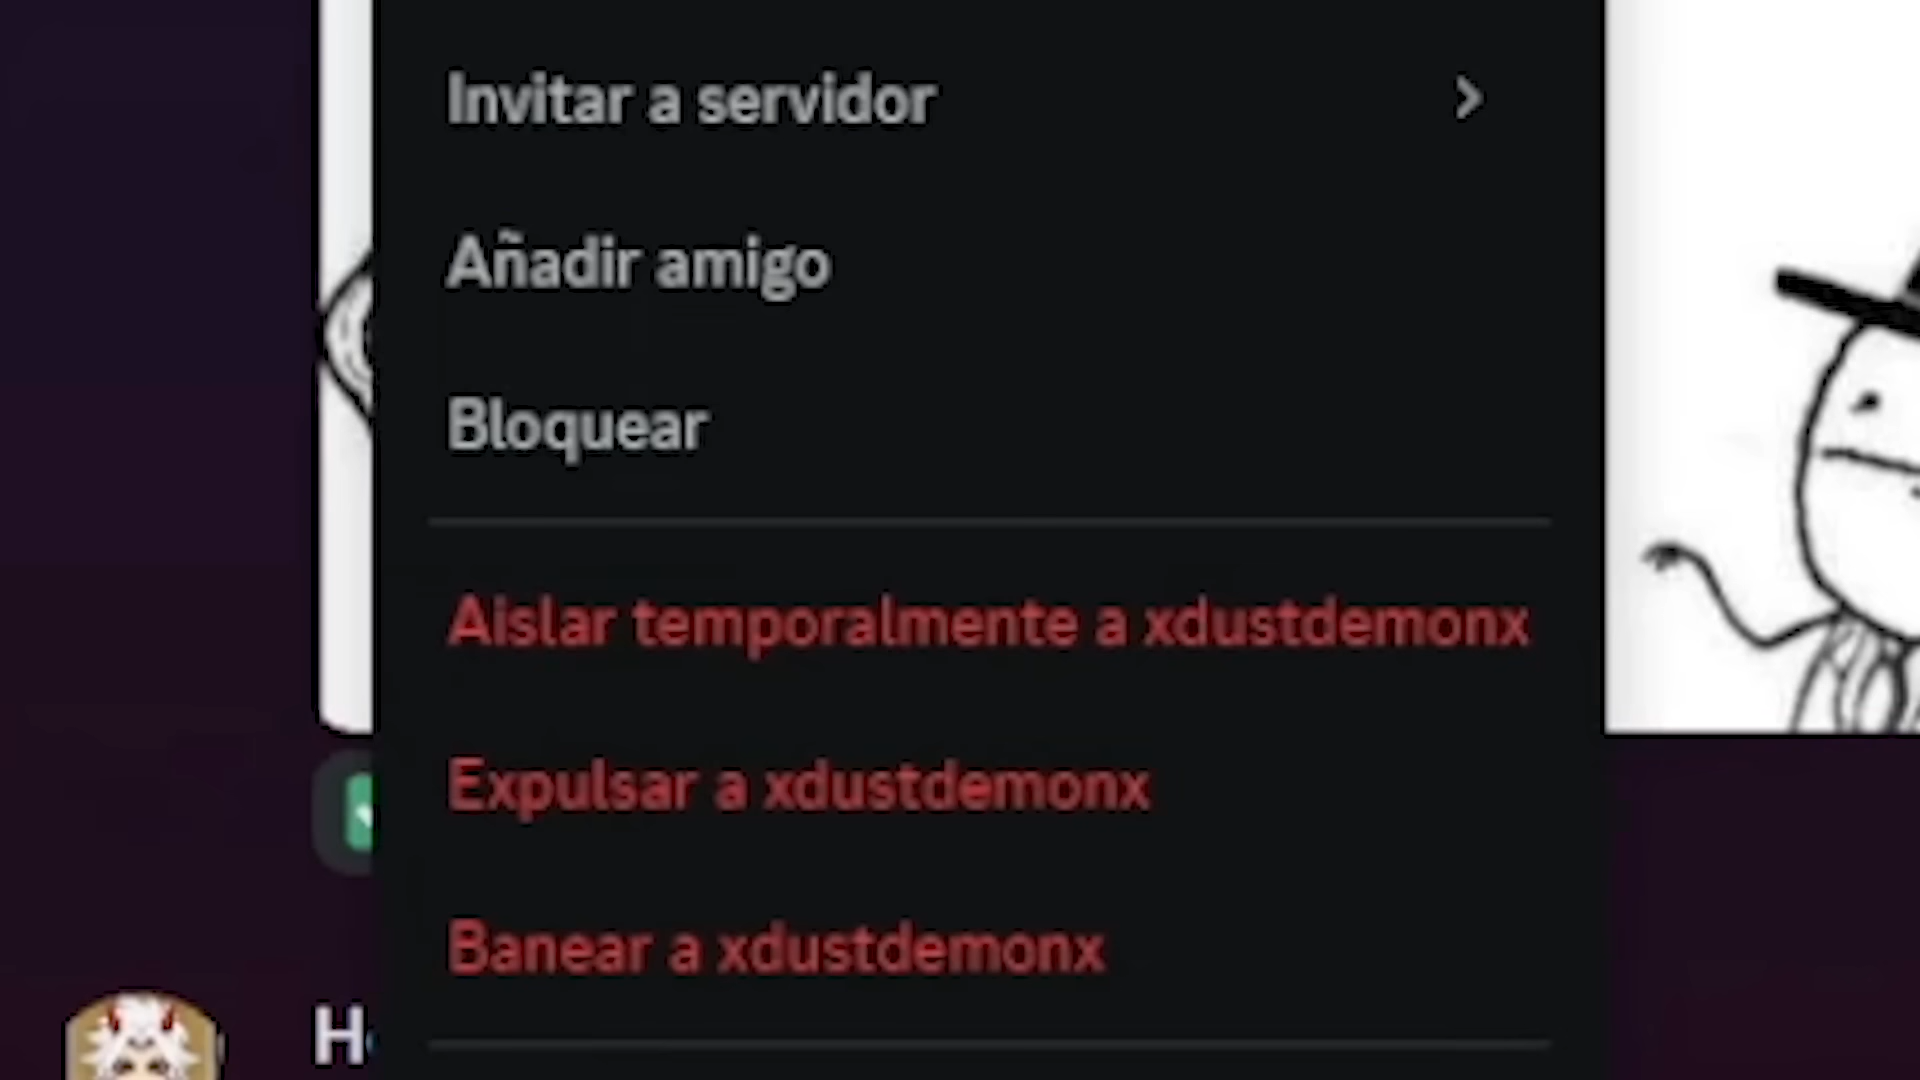 Invitar a servidor
Añadir amigo
Bloquear
Aislar temporalmente a xdustdemonx
Expulsar a xdustdemonx
Banear a xdustdemonx
H